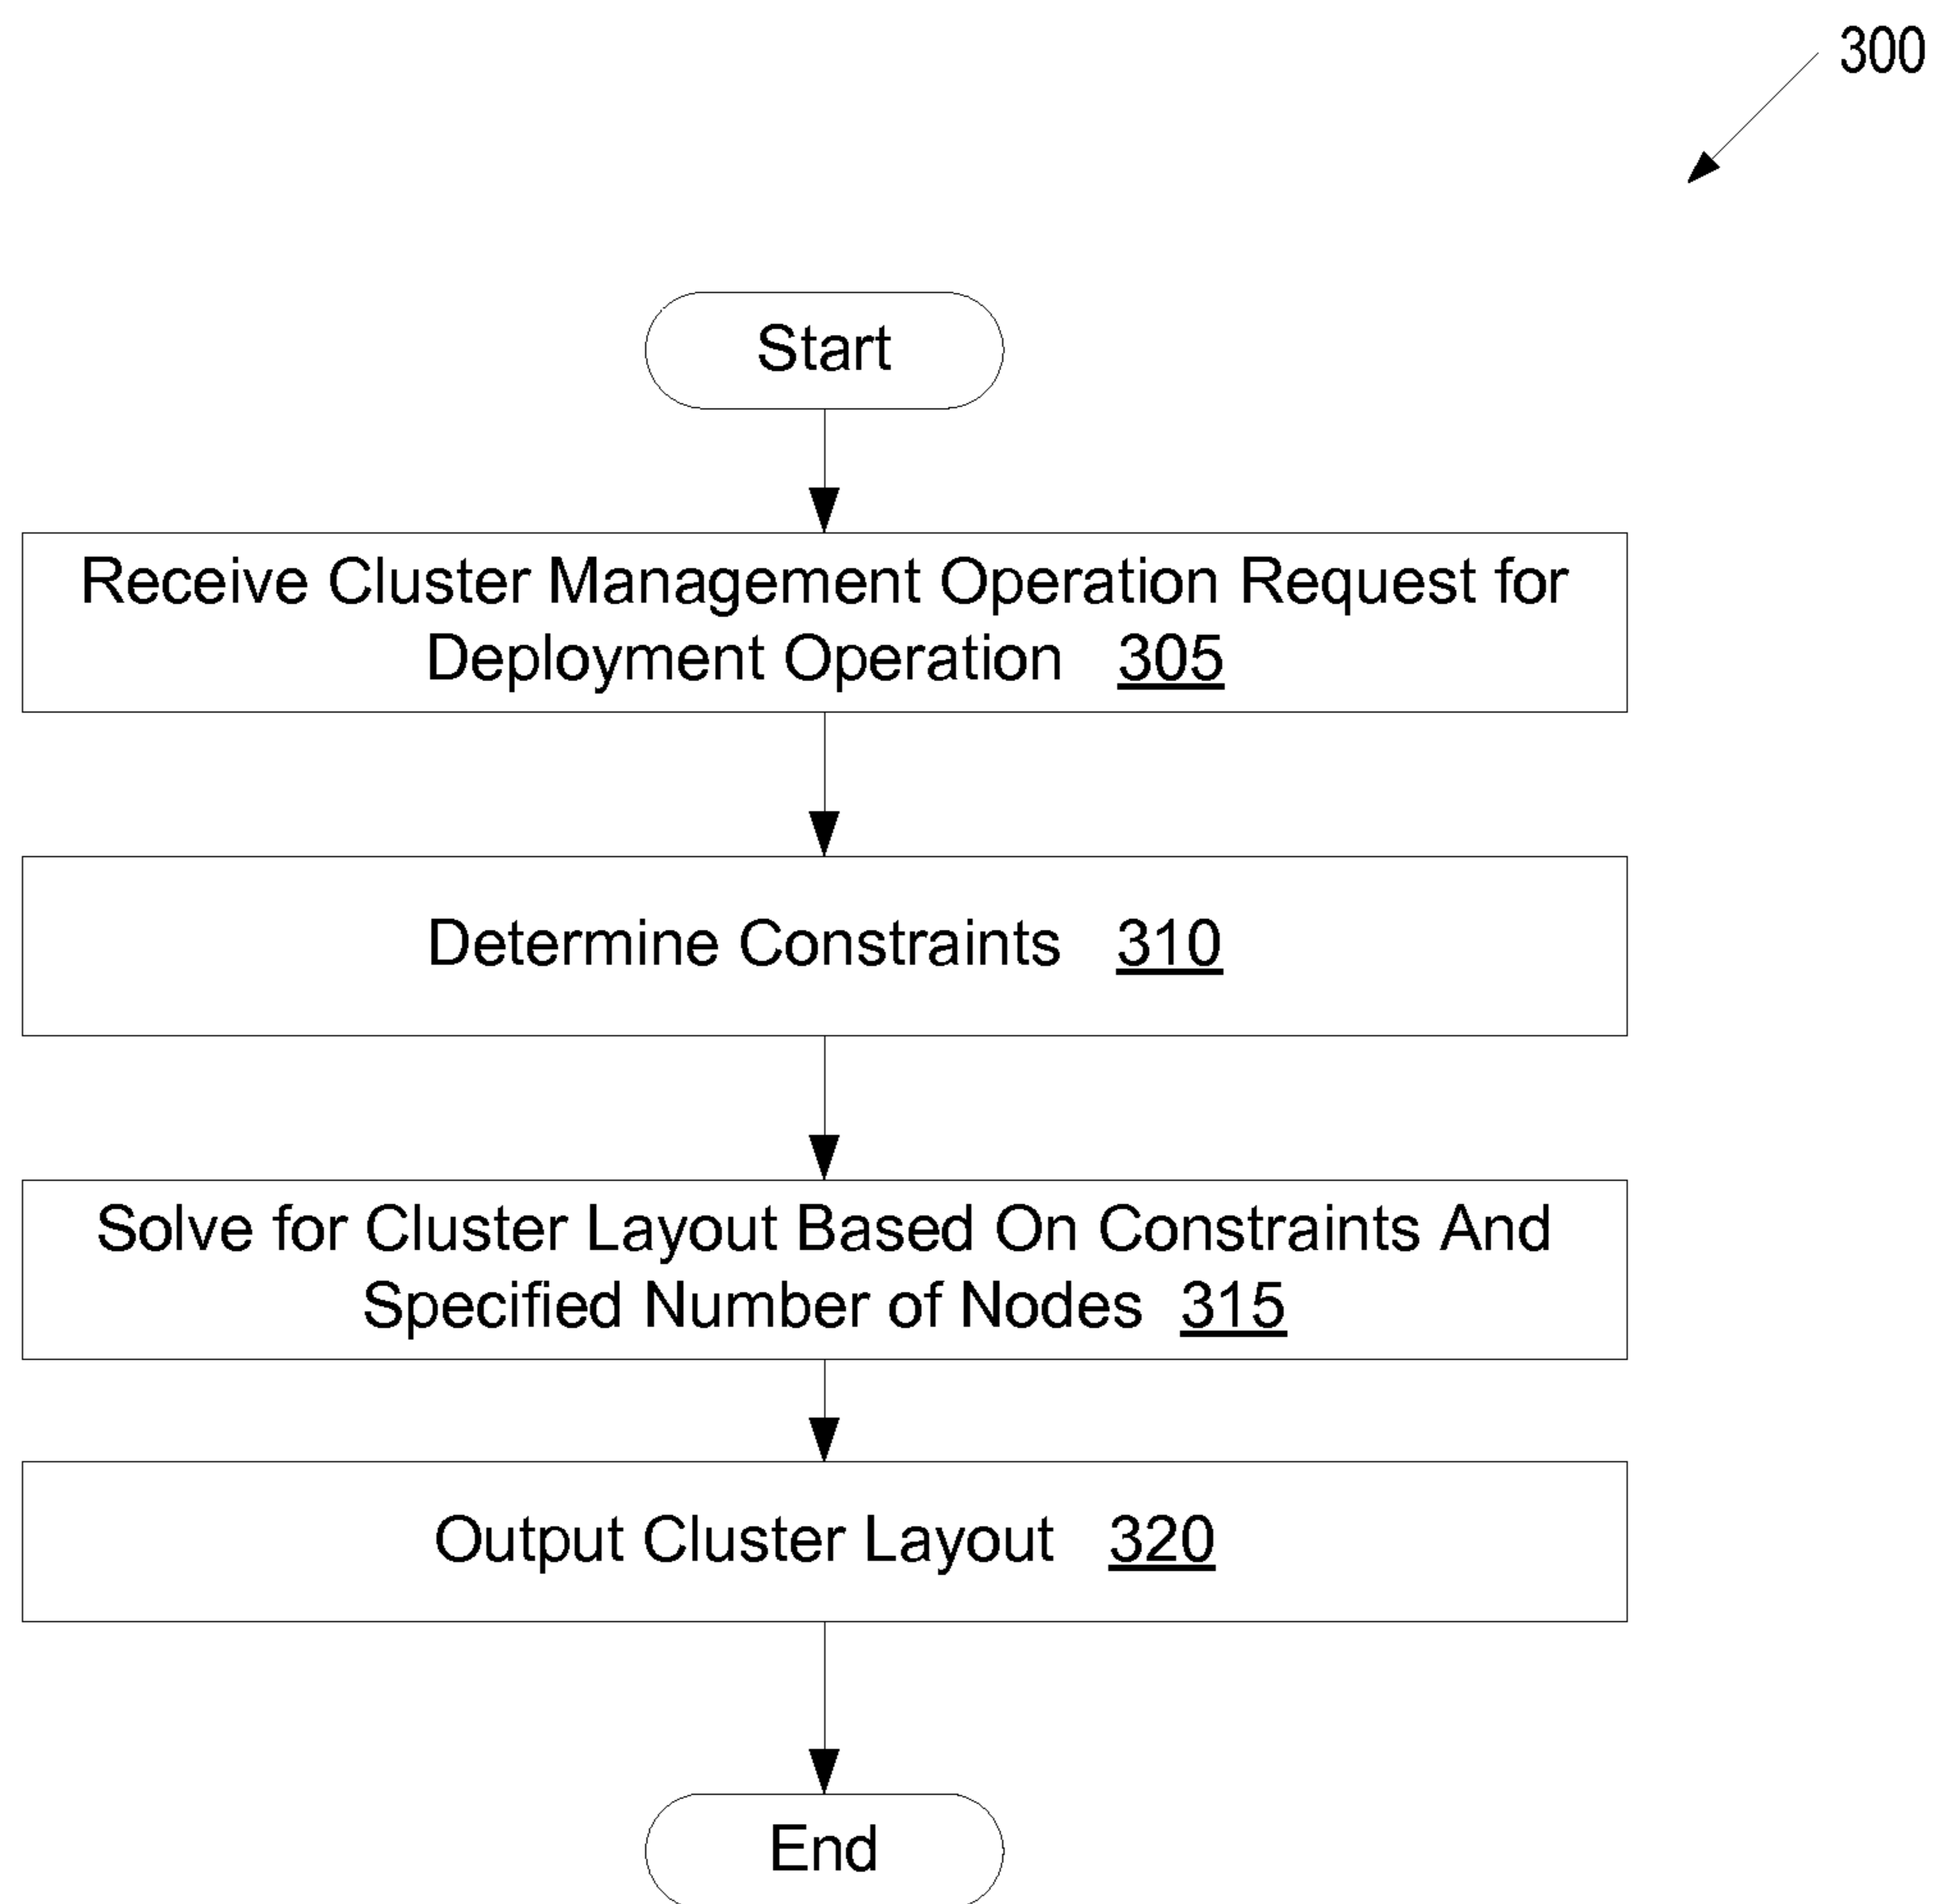 300
Start
Receive Cluster Management Operation Request for
Deployment Operation 305
Determine Constraints 310
Solve for Cluster Layout Based On Constraints And
Specified Number of Nodes 315
Output Cluster Layout 320
End